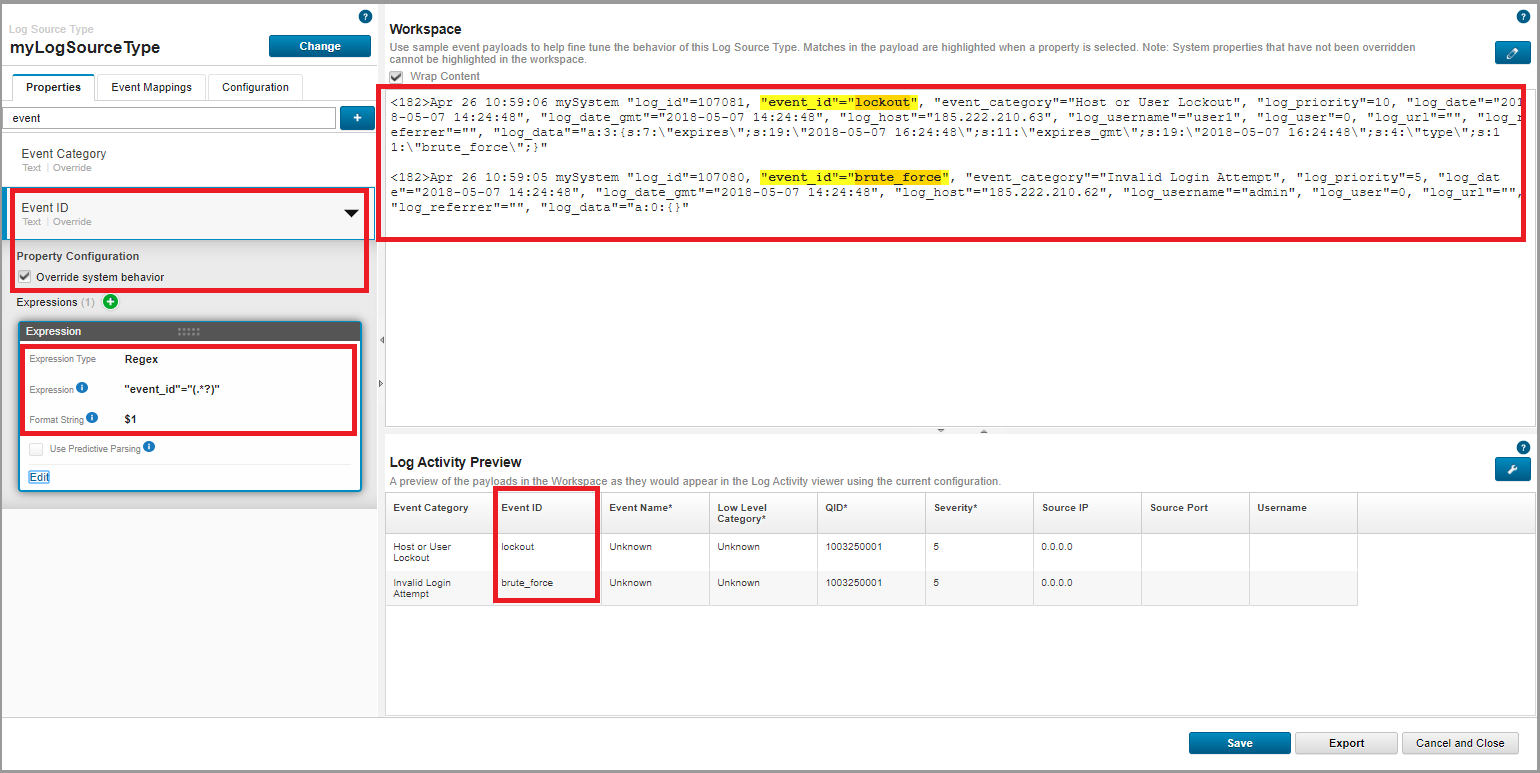 Log Source Type
myLogSourceType
Change
Properties
Event Mappings
Configuration
event
+
Event Category
Text | Override
Event ID
Text | Override
Property Configuration
Override system behavior
Expressions (1)
Expression
Expression Type Regex
Expression "event_id"="(.*?)"
Format String $1
Use Predictive Parsing
Edit
Workspace
Use sample event payloads to help fine tune the behavior of this Log Source Type. Matches in the payload are highlighted when a property is selected. Note: System properties that have not been overridden
cannot be highlighted in the workspace.
Wrap Content
<182>Apr 26 10:59:06 mySystem "log_id"=107081, "event_id"="lockout", "event_category"="Host or User Lockout", "log_priority"=10, "log_date"="201
8-05-07 14:24:48", "log_date_gmt"="2018-05-07 14:24:48", "log_host"="185.222.210.63", "log_username"="user1", "log_user"=0, "log_url"="", "log_r
eferrer"="", "log_data"="a:3:{s:7:\"expires\";s:19:\"2018-05-07 16:24:48\";s:11:\"expires_gmt\";s:19:\"2018-05-07 16:24:48\";s:4:\"type\";s:1
1:\"brute_force\";}"
<182>Apr 26 10:59:05 mySystem "log_id"=107080, "event_id"="brute_force", "event_category"="Invalid Login Attempt", "log_priority"=5, "log_dat
e"="2018-05-07 14:24:48", "log_date_gmt"="2018-05-07 14:24:48", "log_host"="185.222.210.62", "log_username"="admin", "log_user"=0, "log_url"="",
"log_referrer"="", "log_data"="a:0:{}"
Log Activity Preview
A preview of the payloads in the Workspace as they would appear in the Log Activity viewer using the current configuration.
Event Category Event ID Event Name* Low Level Category* QID* Severity* Source IP Source Port Username
Host or User Lockout lockout Unknown Unknown 1003250001 5 0.0.0.0
Invalid Login Attempt brute_force Unknown Unknown 1003250001 5 0.0.0.0
Save
Export
Cancel and Close